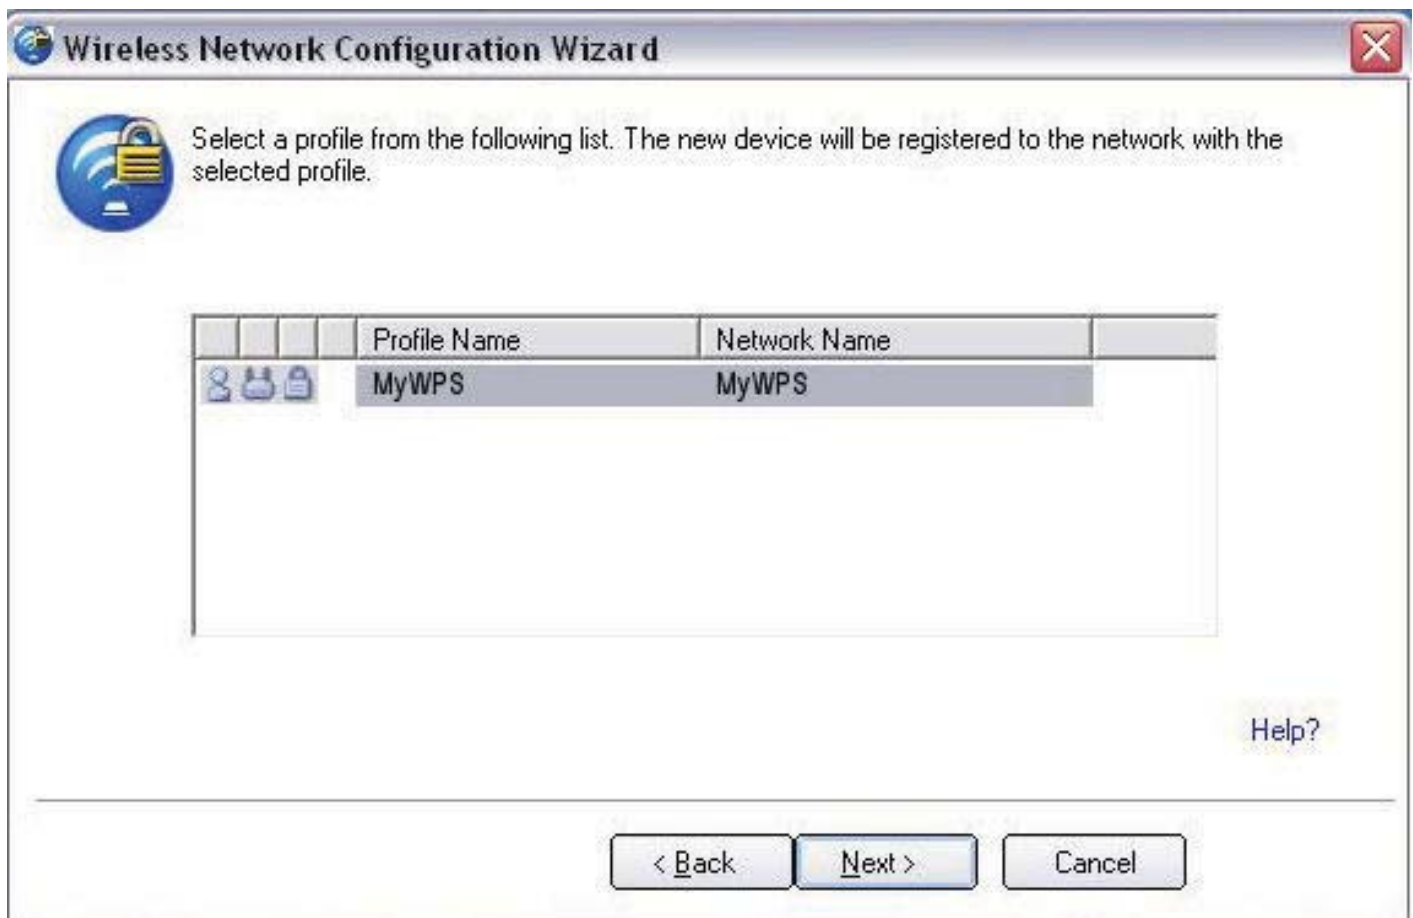 Wireless Network Configuration Wizard
Select a profile from the following list. The new device will be registered to the network with the
selected profile.
Profile Name Network Name
MyWPS MyWPS
Help?
< Back Next > Cancel